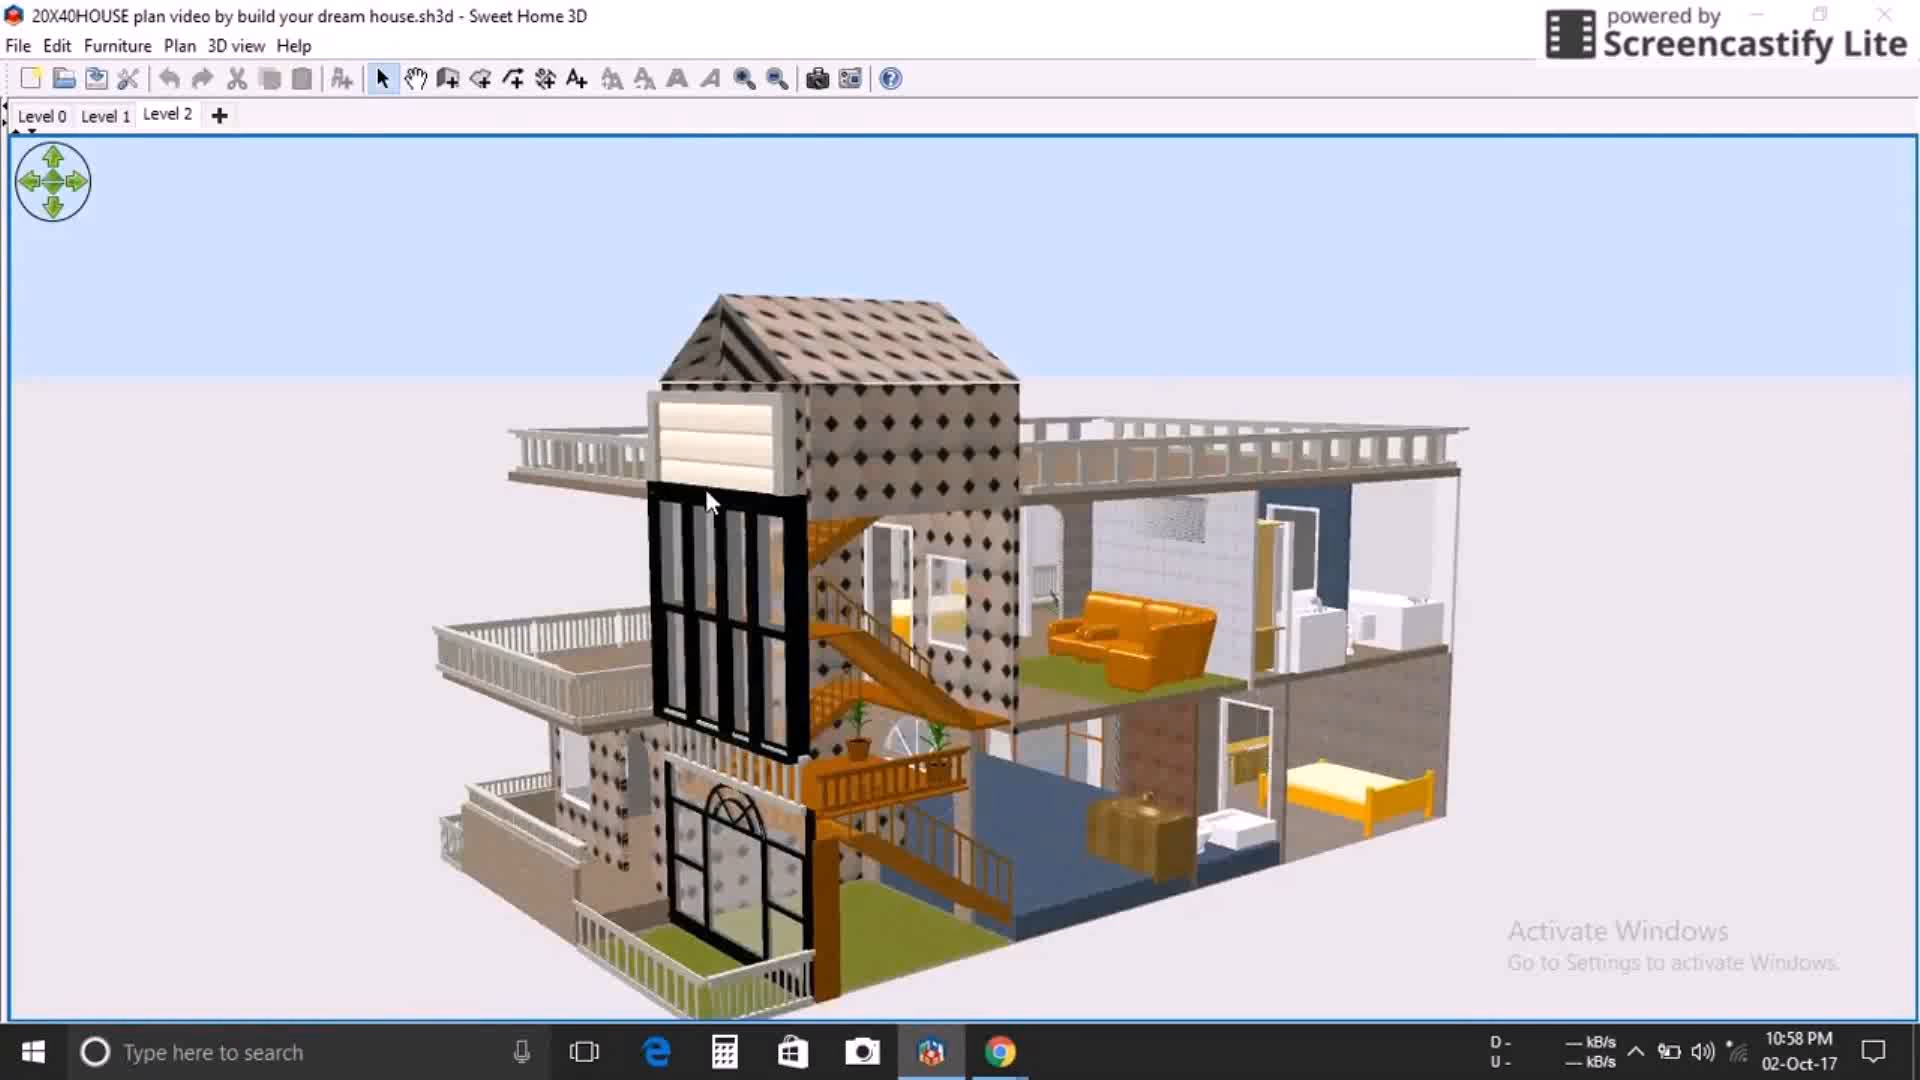 20X40HOUSE plan video by build your dream house.sh3d - Sweet Home 3D
powered by
Screencastify Lite
File Edit Furniture Plan 3D view Help
Level 0 Level 1 Level 2
Activate Windows
Go to Settings to activate Windows.
Type here to search
D - --- kB/s
U - --- kB/s
10:58 PM
02-Oct-17